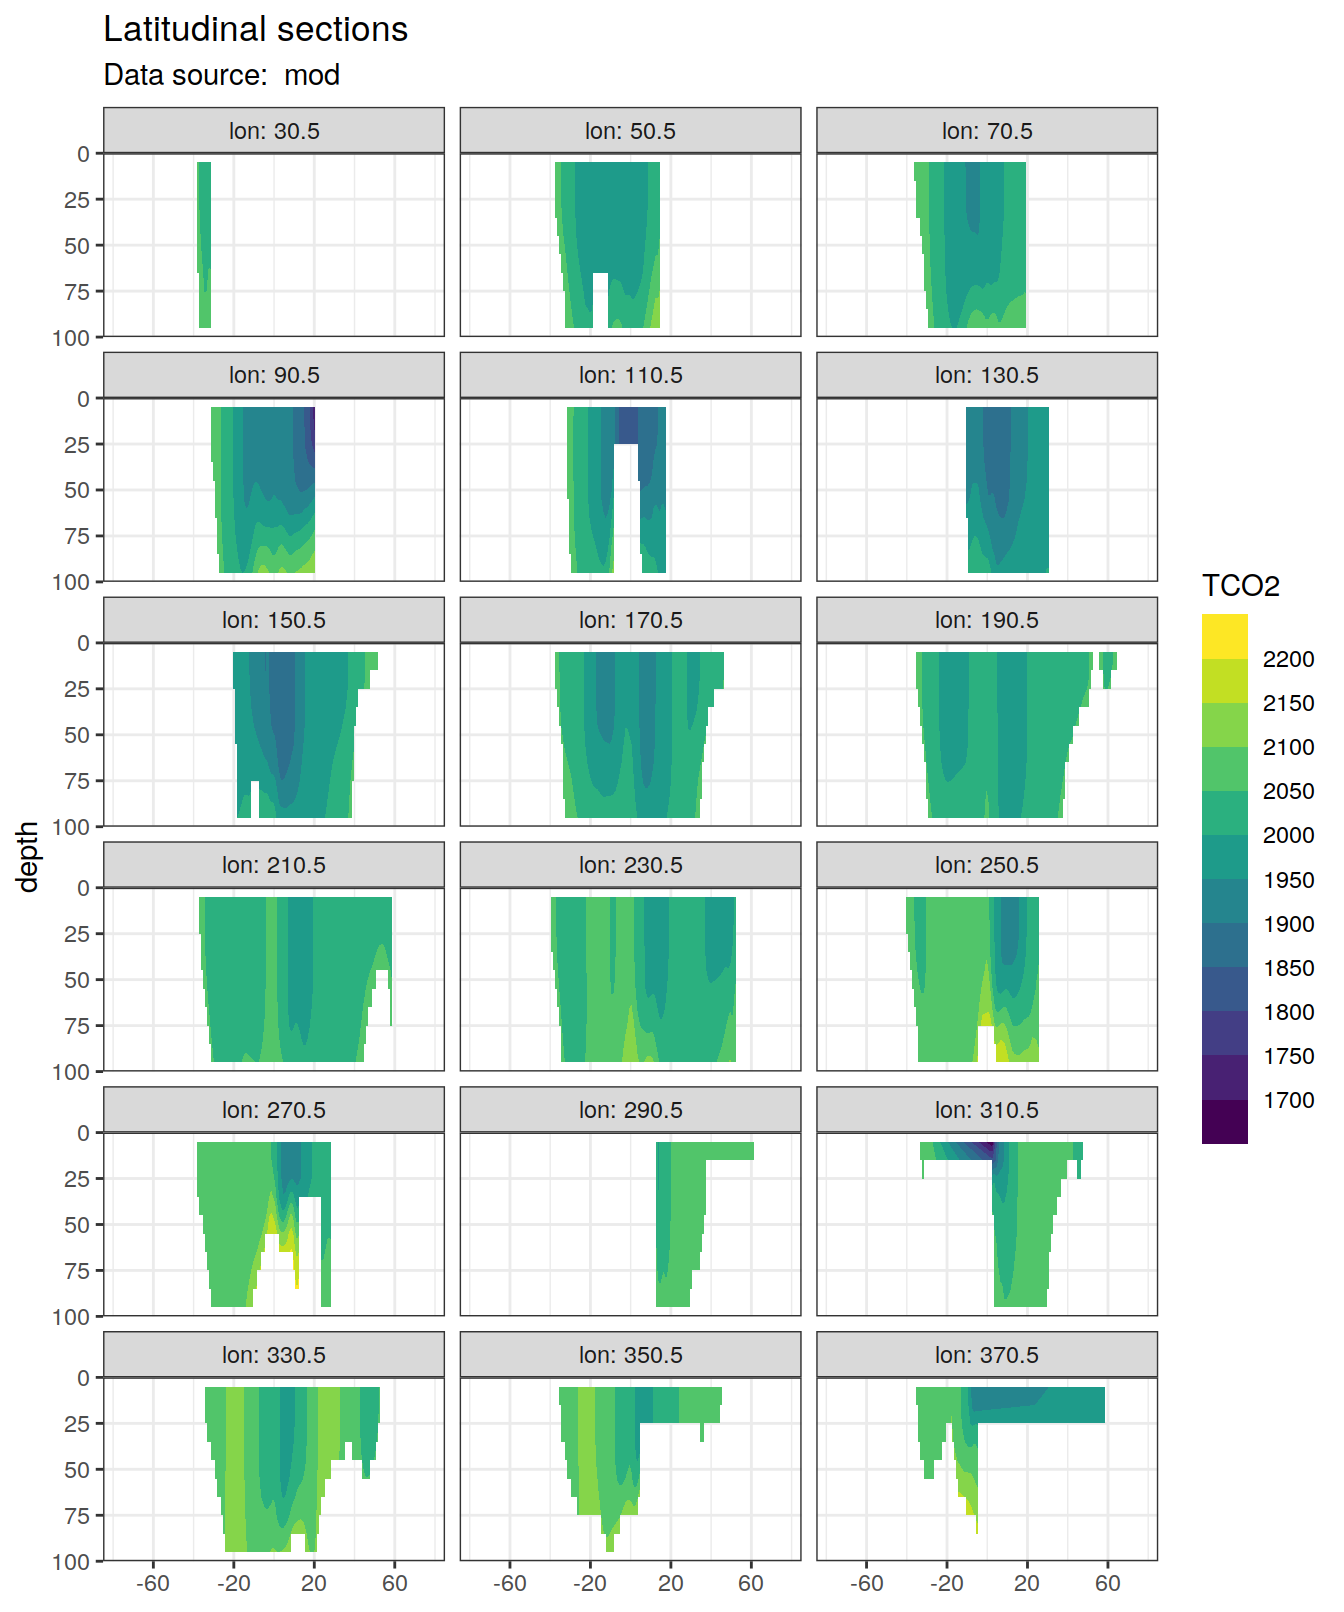 Latitudinal sections
Data source:  mod
lon: 30.5
lon: 50.5
lon: 70.5
0
25
50
75
100
lon: 90.5
lon: 110.5
lon: 130.5
0
25
50
75
100
lon: 150.5
lon: 170.5
lon: 190.5
0
25
50
75
100
lon: 210.5
lon: 230.5
lon: 250.5
0
25
50
75
100
lon: 270.5
lon: 290.5
lon: 310.5
0
25
50
75
100
lon: 330.5
lon: 350.5
lon: 370.5
0
25
50
75
100
-60 -20 20 60
-60 -20 20 60
-60 -20 20 60
depth
TCO2
2200
2150
2100
2050
2000
1950
1900
1850
1800
1750
1700